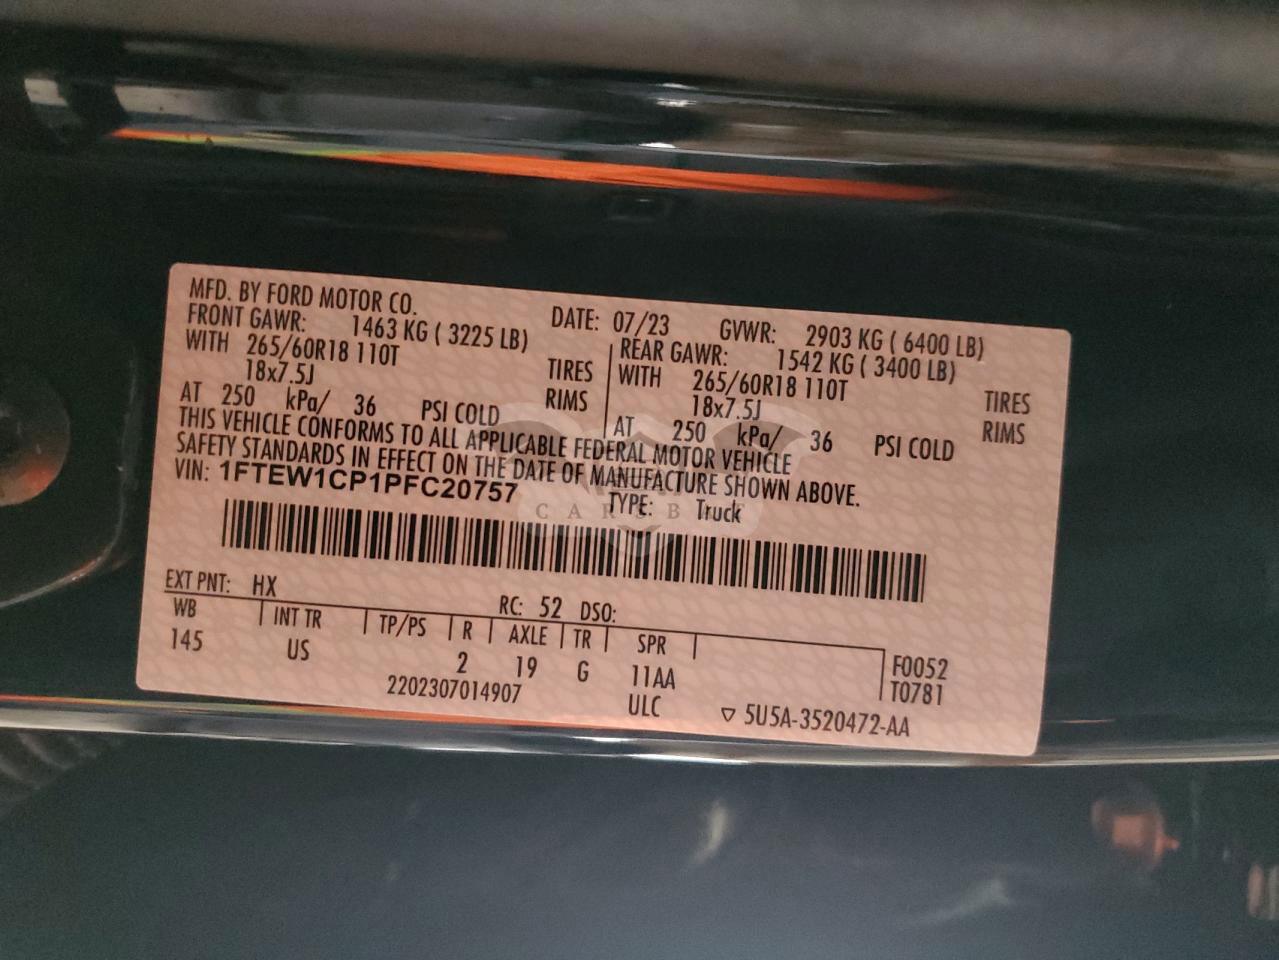 MFD. BY FORD MOTOR CO.
DATE: 07/23 GVWR: 2903 KG ( 6400 LB)
FRONT GAWR: 1463 KG ( 3225 LB) REAR GAWR: 1542 KG ( 3400 LB)
WITH 265/60R18 110T TIRES WITH 265/60R18 110T TIRES
18x7.5J RIMS 18x7.5J RIMS
AT 250 kPa/ 36 PSI COLD AT 250 kPa/ 36 PSI COLD
THIS VEHICLE CONFORMS TO ALL APPLICABLE FEDERAL MOTOR VEHICLE
SAFETY STANDARDS IN EFFECT ON THE DATE OF MANUFACTURE SHOWN ABOVE.
VIN: 1FTEW1CP1PFC20757 TYPE: Truck
EXT PNT: HX RC: 52 DSO:
WB INT TR TP/PS R AXLE TR SPR
145 US 2 19 G 11AA F0052
2202307014907 ULC T0781
▽ 5U5A-3520472-AA